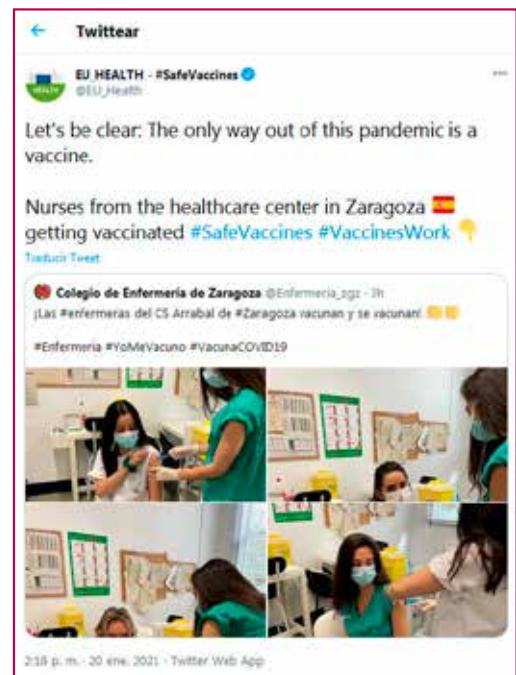 Twittear
EU_HEALTH - #SafeVaccines
@EU_Health
Let's be clear: The only way out of this pandemic is a
vaccine.
Nurses from the healthcare center in Zaragoza
getting vaccinated #SafeVaccines #VaccinesWork
Traducir Tweet
Colegio de Enfermería de Zaragoza @Enfermeria_zgz · 3h
¡Las #enfermeras del CS Arrabal de #Zaragoza vacunan y se vacunan!
#Enfermeria #YoMeVacuno #VacunaCOVID19
2:18 p. m. · 20 ene. 2021 · Twitter Web App